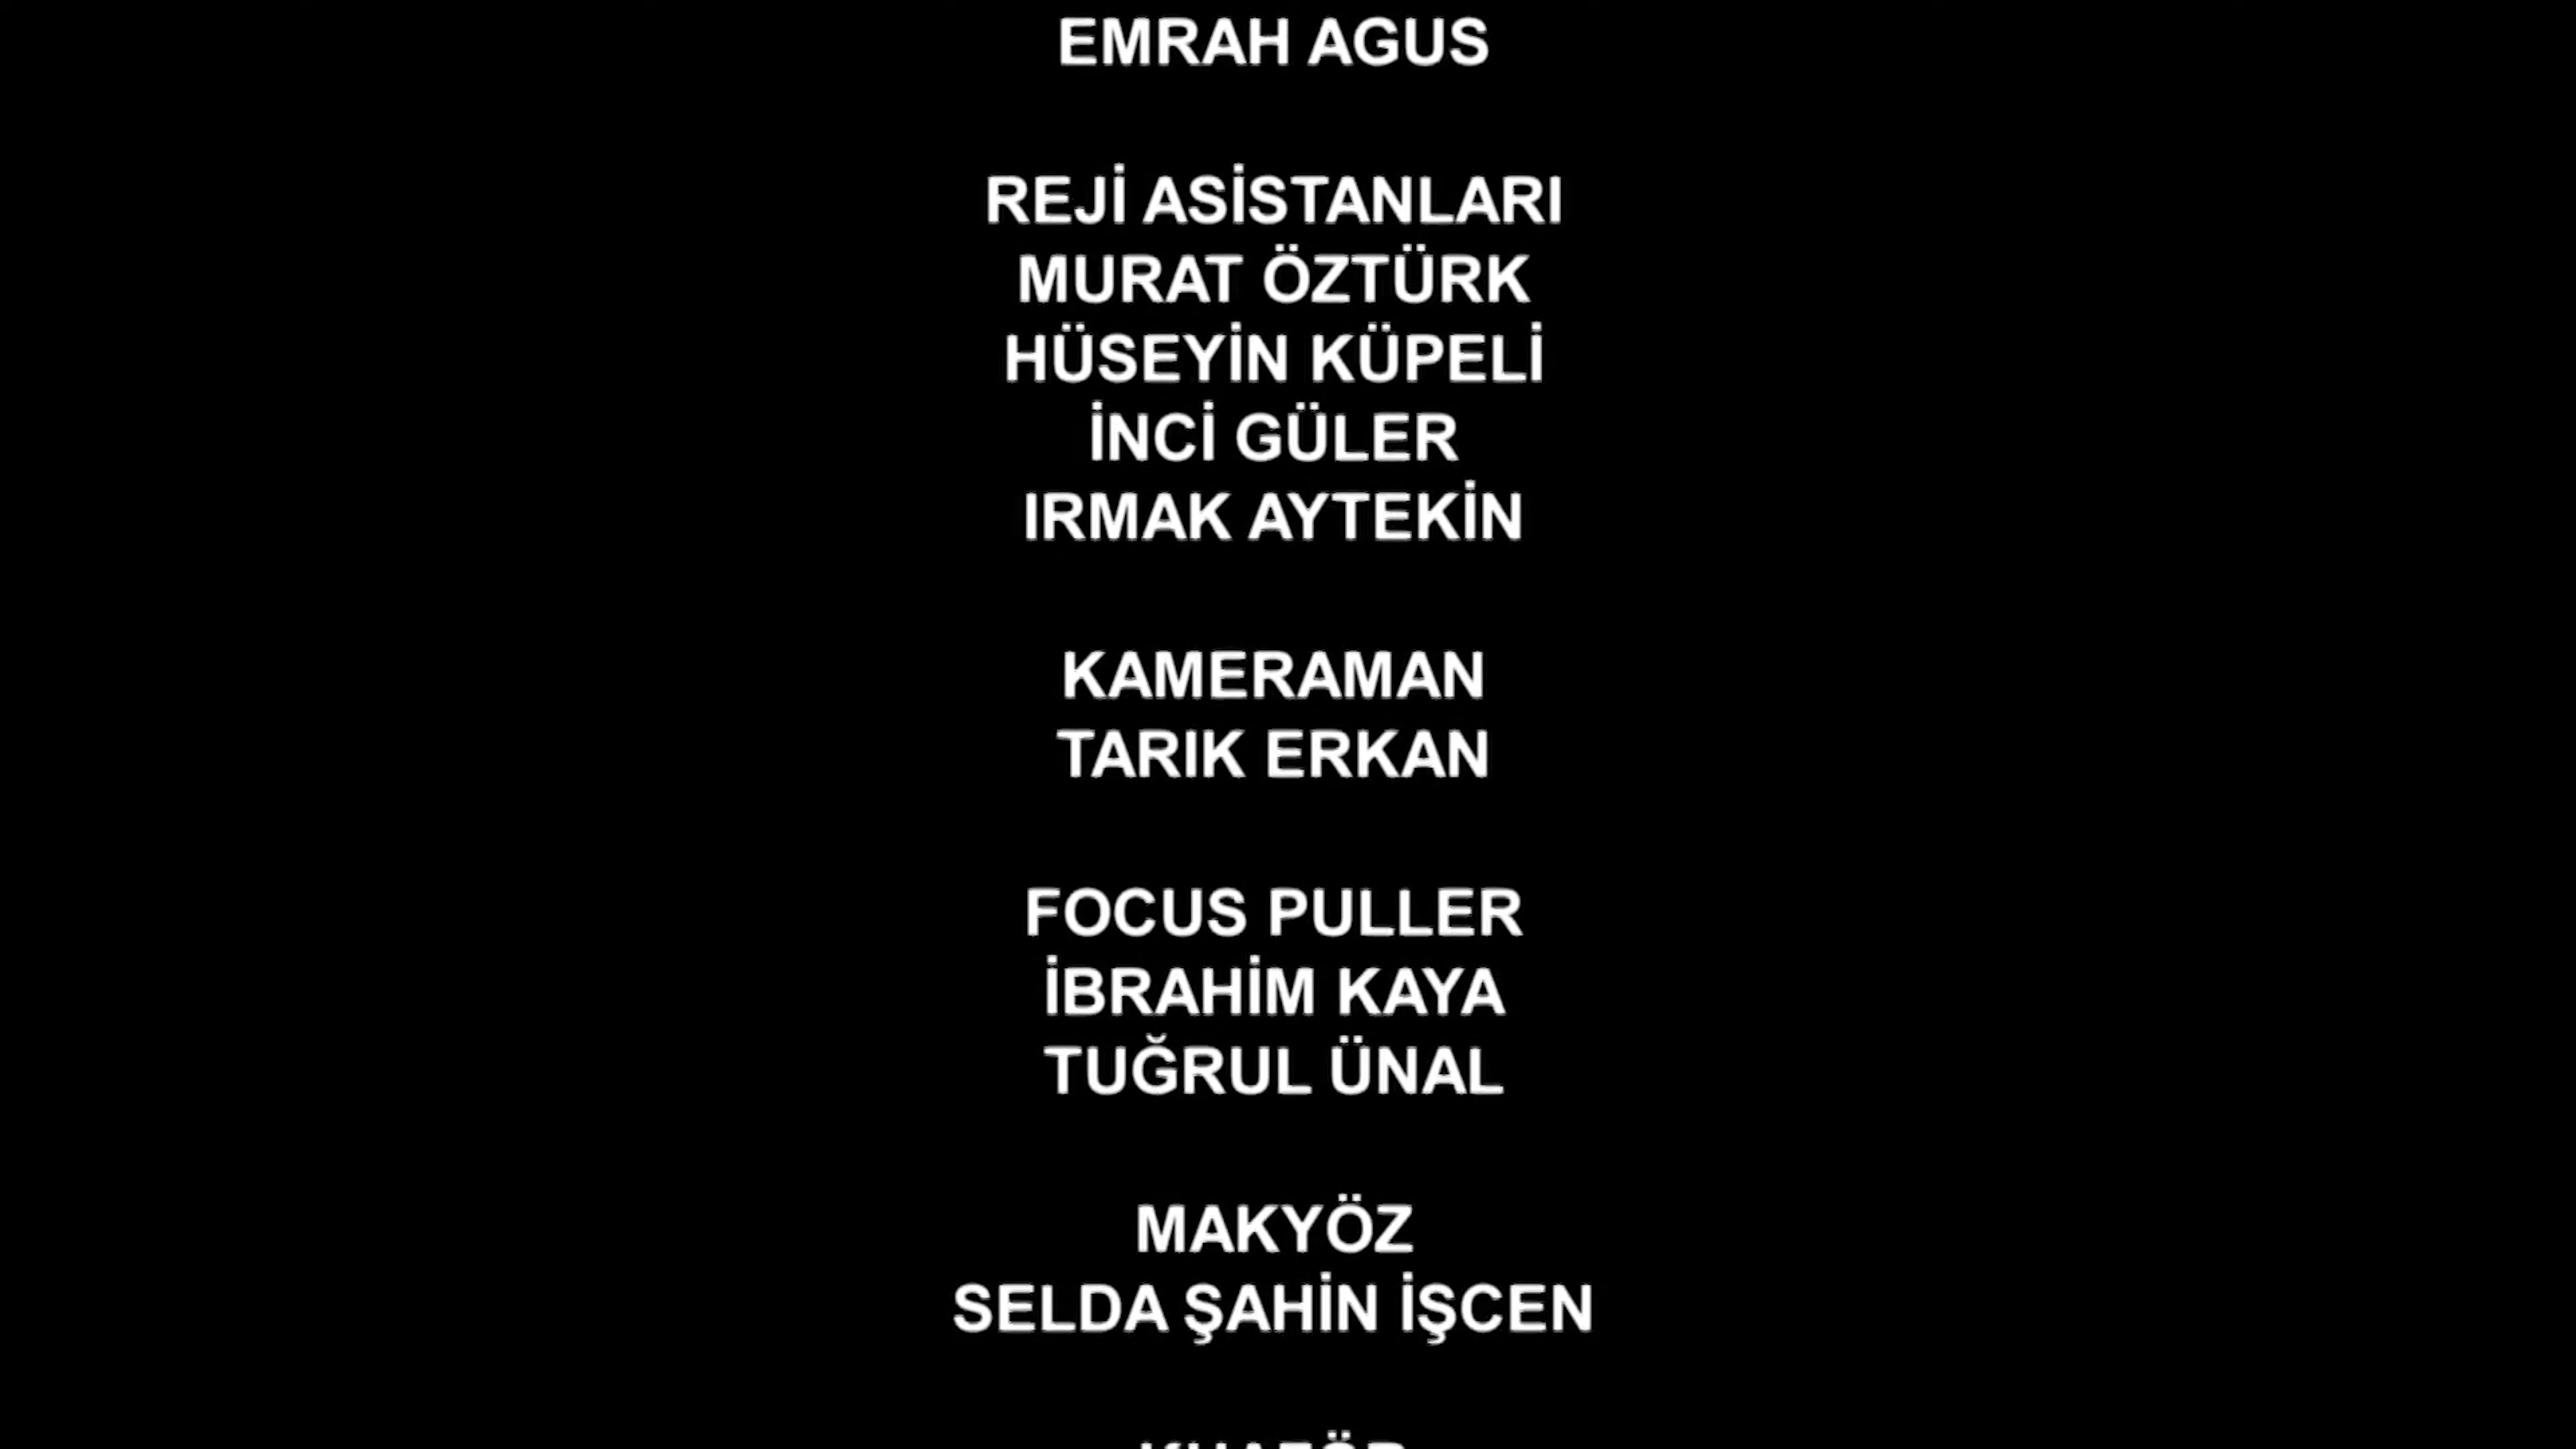 EMRAH AGUS
REJİ ASİSTANLARI
MURAT ÖZTÜRK
HÜSEYİN KÜPELİ
İNCİ GÜLER
IRMAK AYTEKİN
KAMERAMAN
TARIK ERKAN
FOCUS PULLER
İBRAHİM KAYA
TUĞRUL ÜNAL
MAKYÖZ
SELDA ŞAHİN İŞCEN